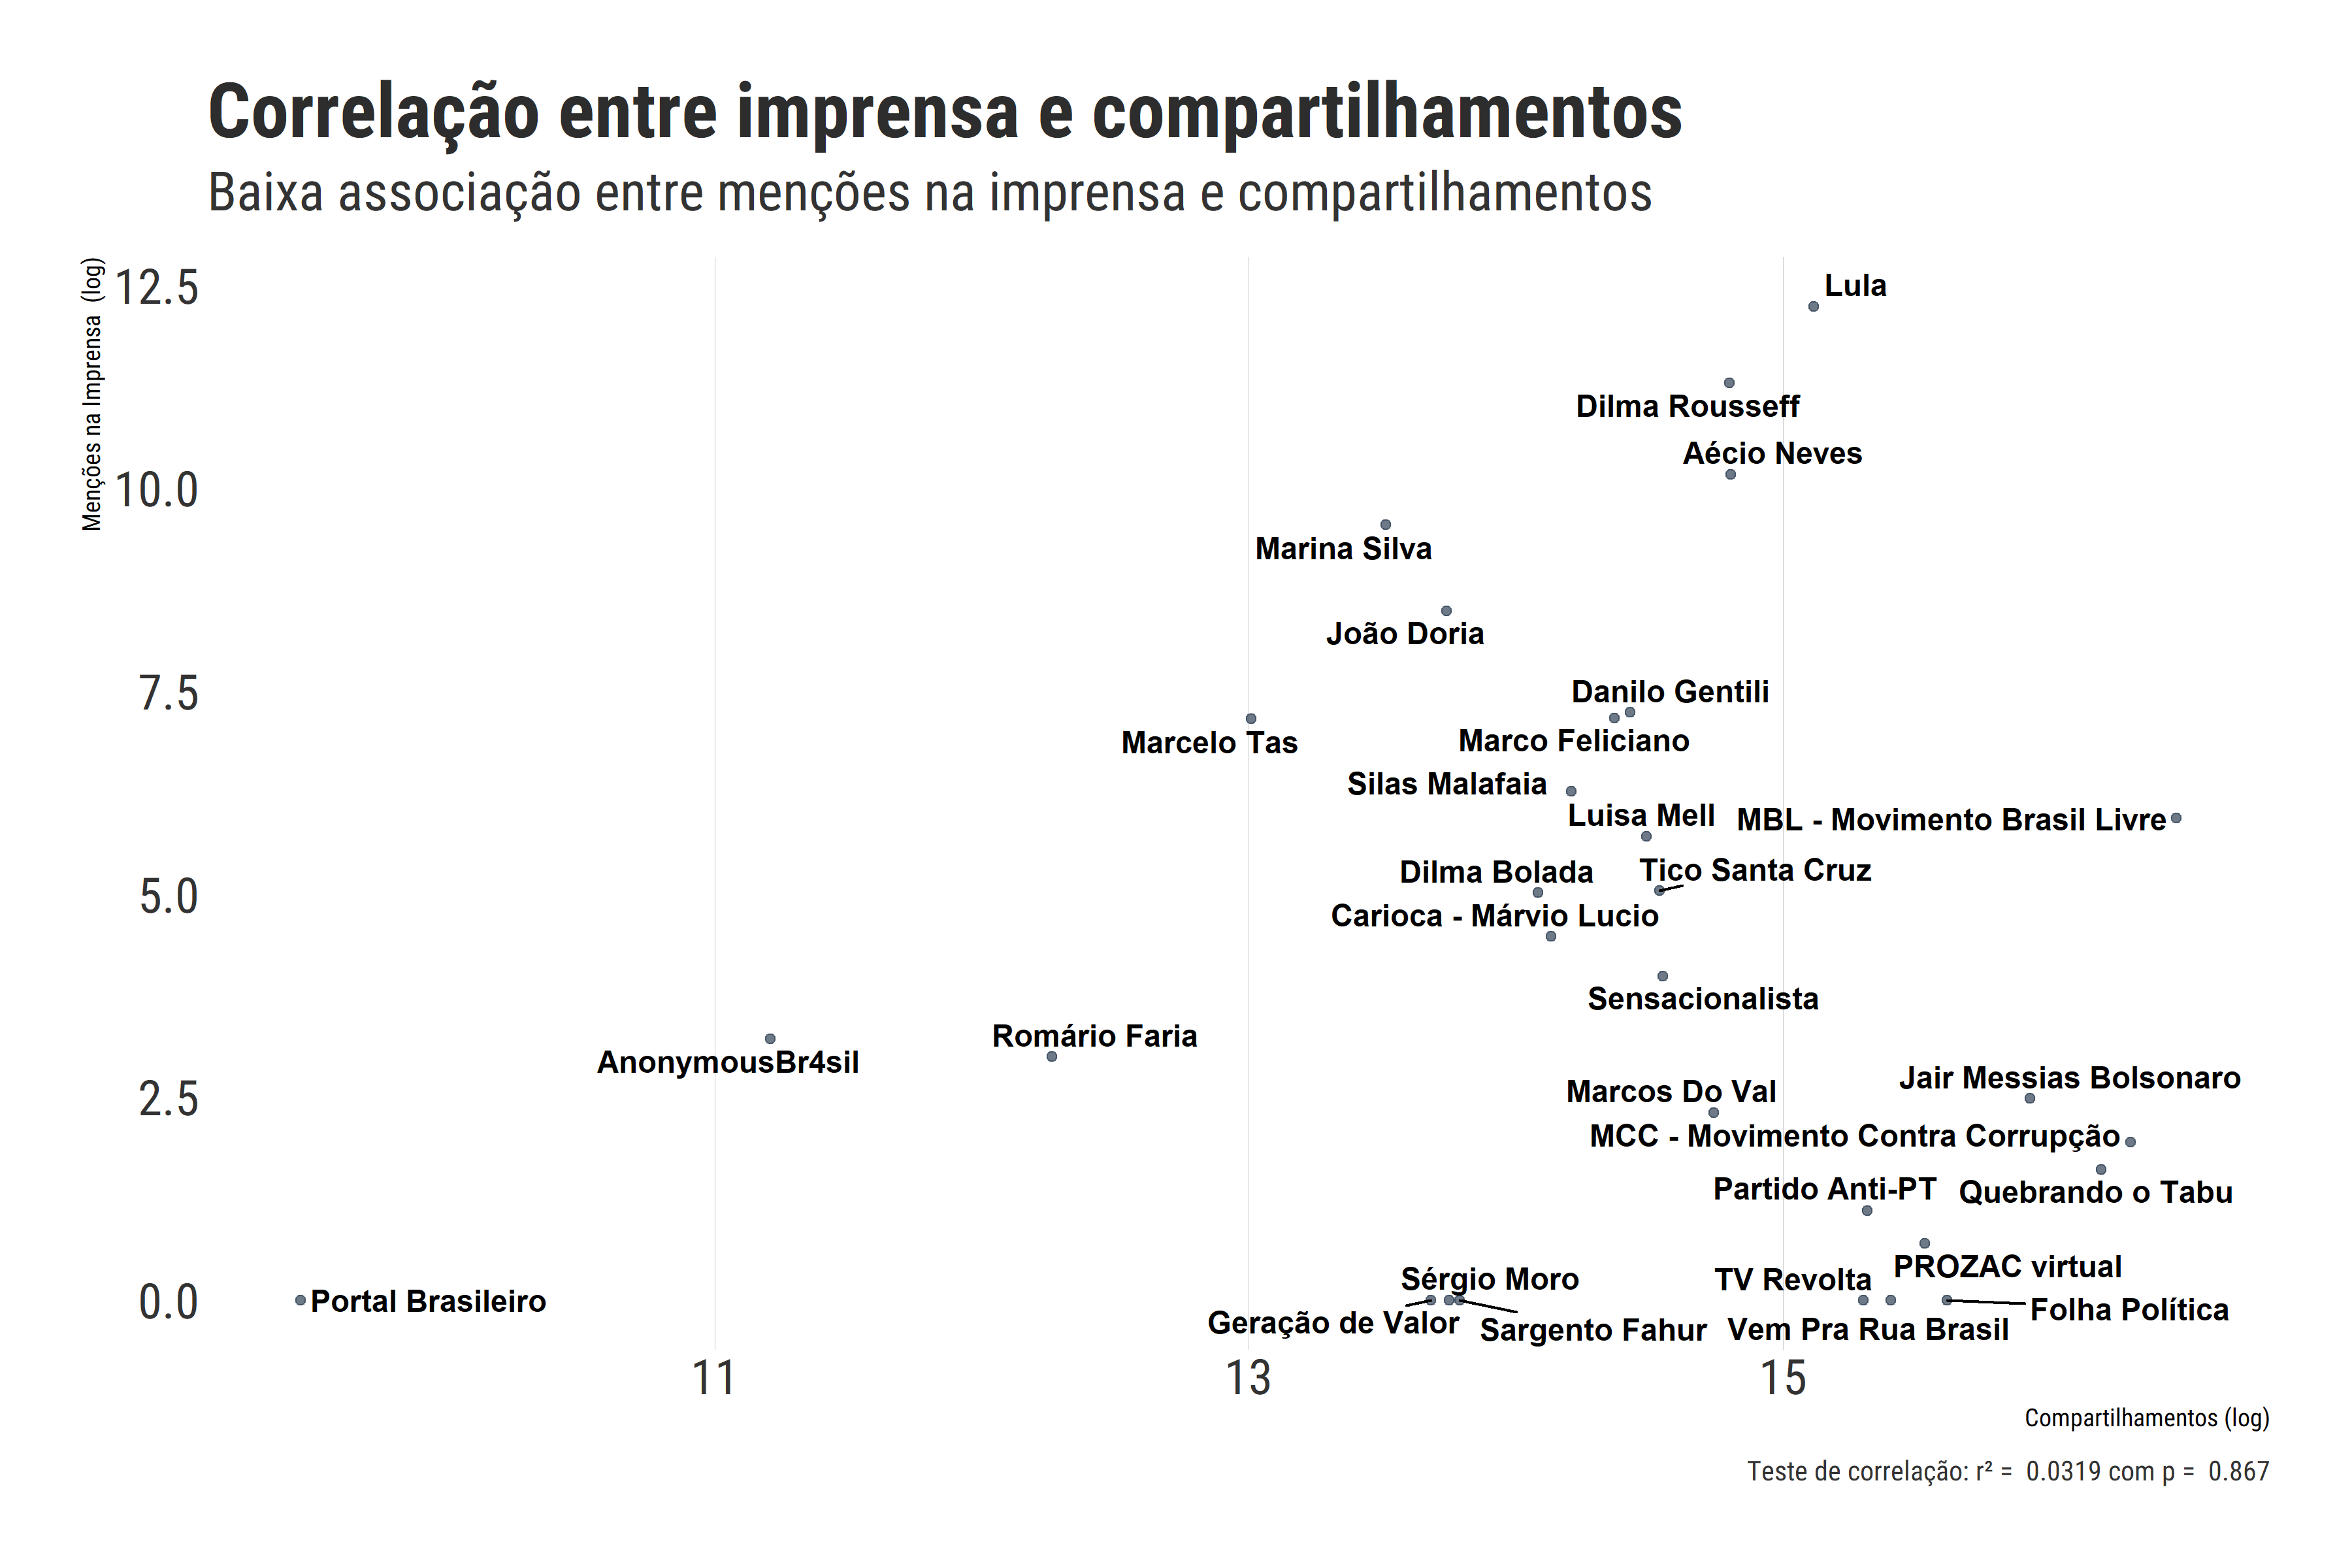 Correlação entre imprensa e compartilhamentos
Baixa associação entre menções na imprensa e compartilhamentos
Menções na Imprensa (log)
12.5
10.0
7.5
5.0
2.5
0.0
Lula
Dilma Rousseff
Aécio Neves
Marina Silva
João Doria
Danilo Gentili
Marcelo Tas
Marco Feliciano
Silas Malafaia
Luisa Mell
MBL - Movimento Brasil Livre
Dilma Bolada
Tico Santa Cruz
Carioca - Márvio Lucio
Sensacionalista
Romário Faria
AnonymousBr4sil
Jair Messias Bolsonaro
Marcos Do Val
MCC - Movimento Contra Corrupção
Partido Anti-PT
Quebrando o Tabu
PROZAC virtual
Sérgio Moro
TV Revolta
Portal Brasileiro
Folha Política
Geração de Valor
Sargento Fahur
Vem Pra Rua Brasil
11
13
15
Compartilhamentos (log)
Teste de correlação: r² = 0.0319 com p = 0.867